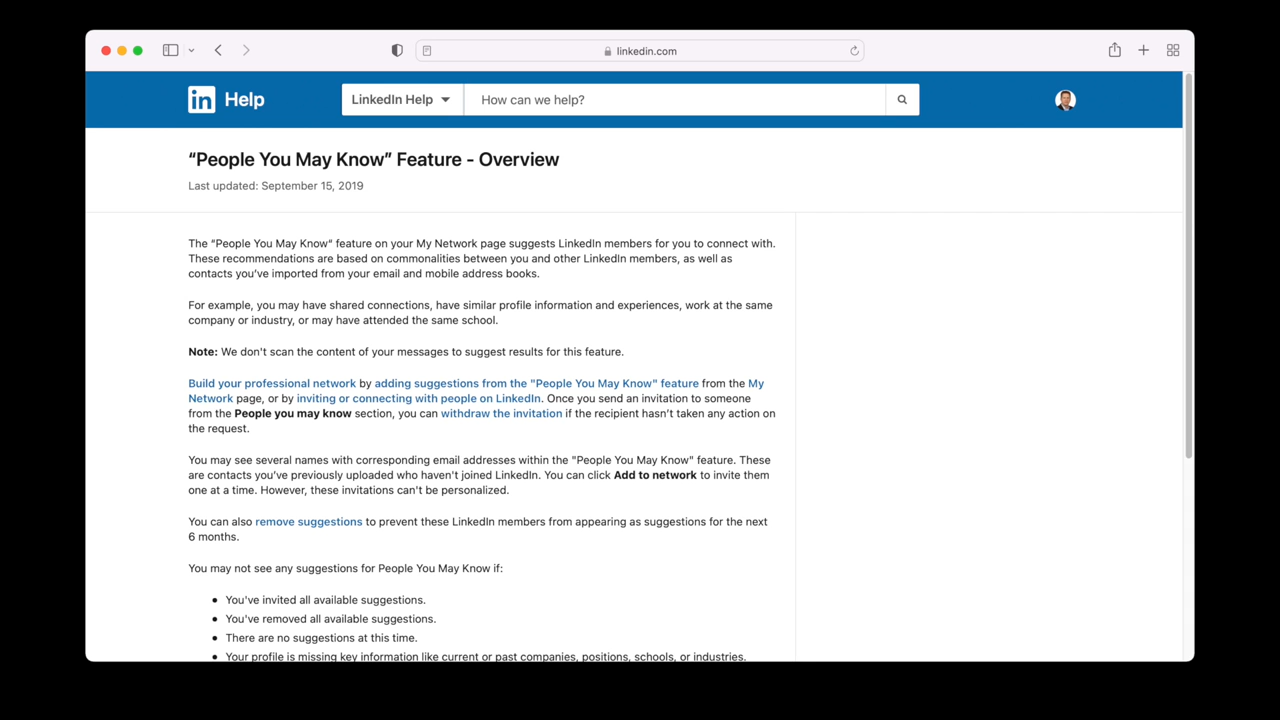 linkedin.com
in Help
LinkedIn Help
How can we help?
“People You May Know” Feature - Overview
Last updated: September 15, 2019
The “People You May Know“ feature on your My Network page suggests LinkedIn members for you to connect with.
These recommendations are based on commonalities between you and other LinkedIn members, as well as
contacts you’ve imported from your email and mobile address books.
For example, you may have shared connections, have similar profile information and experiences, work at the same
company or industry, or may have attended the same school.
Note: We don't scan the content of your messages to suggest results for this feature.
Build your professional network by adding suggestions from the "People You May Know" feature from the My
Network page, or by inviting or connecting with people on LinkedIn. Once you send an invitation to someone
from the People you may know section, you can withdraw the invitation if the recipient hasn’t taken any action on
the request.
You may see several names with corresponding email addresses within the "People You May Know" feature. These
are contacts you've previously uploaded who haven't joined LinkedIn. You can click Add to network to invite them
one at a time. However, these invitations can't be personalized.
You can also remove suggestions to prevent these LinkedIn members from appearing as suggestions for the next
6 months.
You may not see any suggestions for People You May Know if:
• You've invited all available suggestions.
• You've removed all available suggestions.
• There are no suggestions at this time.
• Your profile is missing key information like current or past companies, positions, schools, or industries.